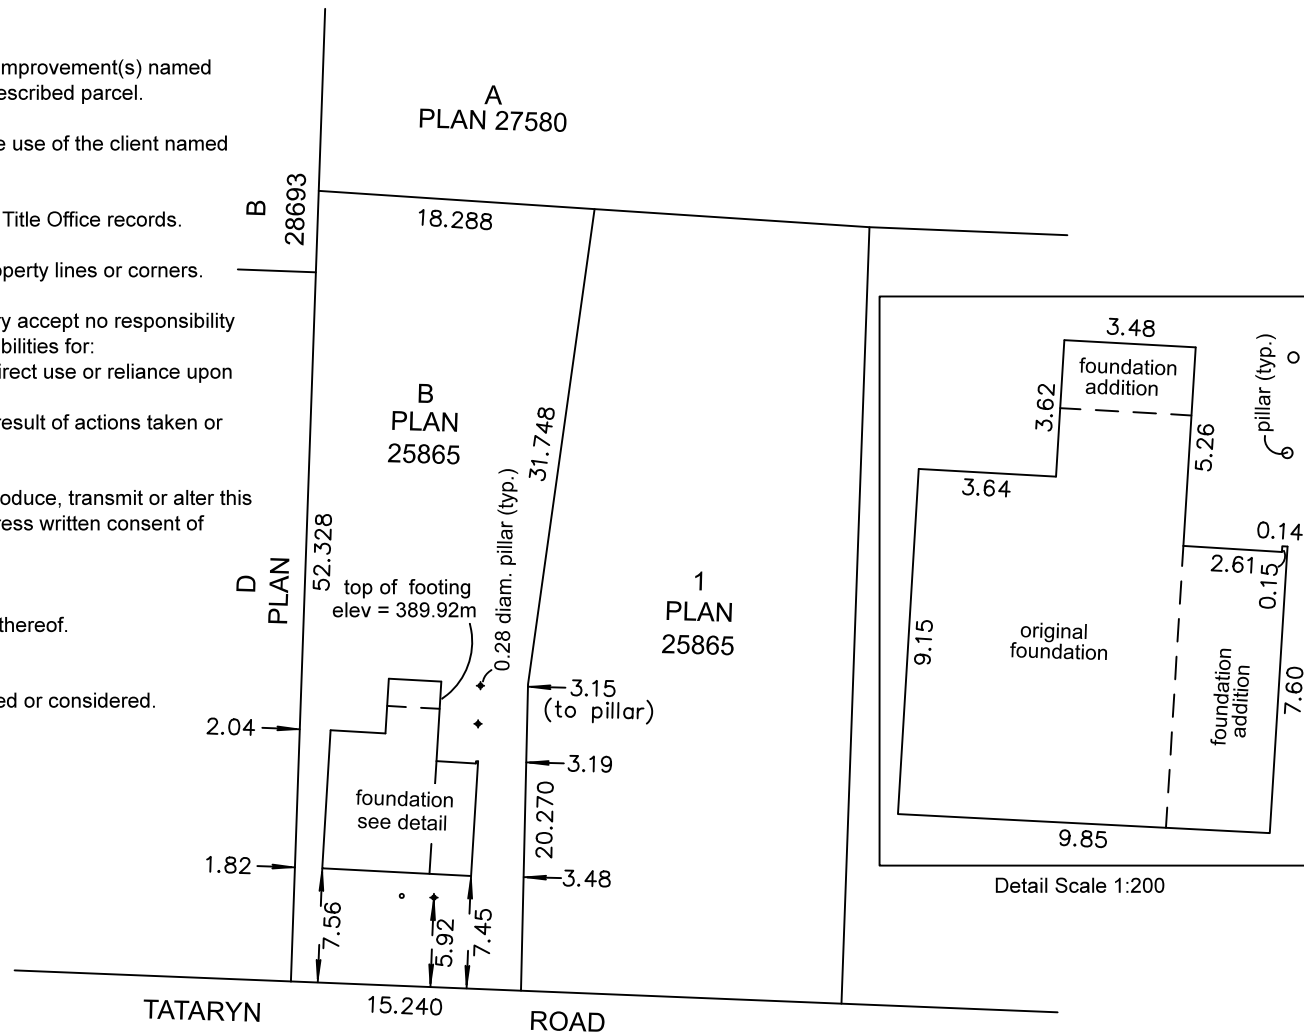 improvement(s) named
escribed parcel.
e use of the client named
Title Office records.
operty lines or corners.
ry accept no responsibility
bilities for:
direct use or reliance upon
result of actions taken or
roduce, transmit or alter this
ress written consent of
thereof.
ed or considered.
A
PLAN 27580
B
28693
18.288
B
PLAN
25865
31.748
52.328
D
PLAN
0.28 diam. pillar (typ.)
top of footing
elev = 389.92m
1
PLAN
25865
3.15
(to pillar)
2.04
3.19
foundation
see detail
20.270
1.82
3.48
7.56
5.92
7.45
15.240
TATARYN
ROAD
3.48
foundation
addition
pillar (typ.)
3.62
5.26
3.64
0.14
2.61
0.15
9.15
original
foundation
foundation
addition
7.60
9.85
Detail Scale 1:200